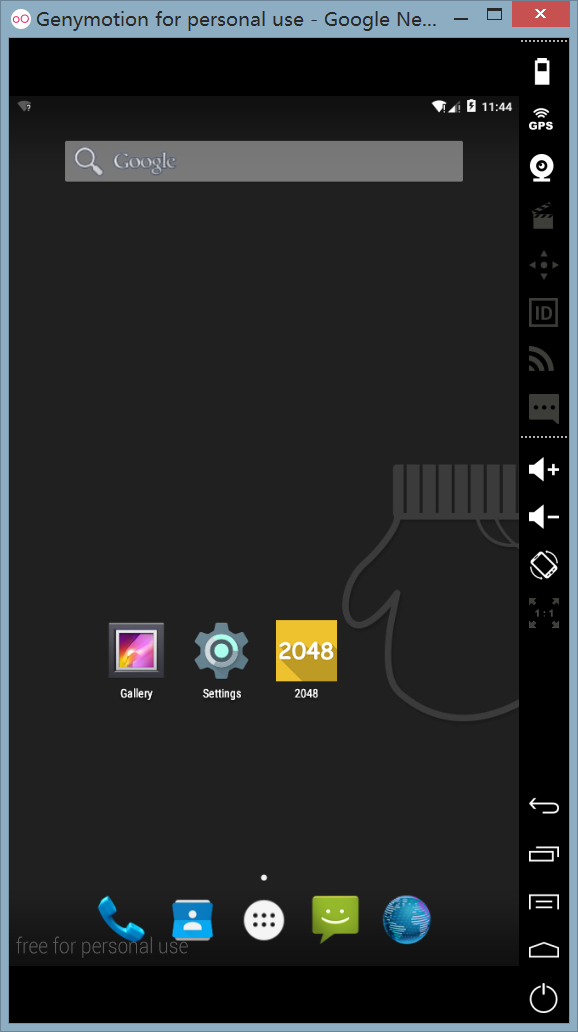 Genymotion for personal use - Google Ne...
11:44
GPS
Google
ID
1:1
2048
Gallery
Settings
2048
free for personal use